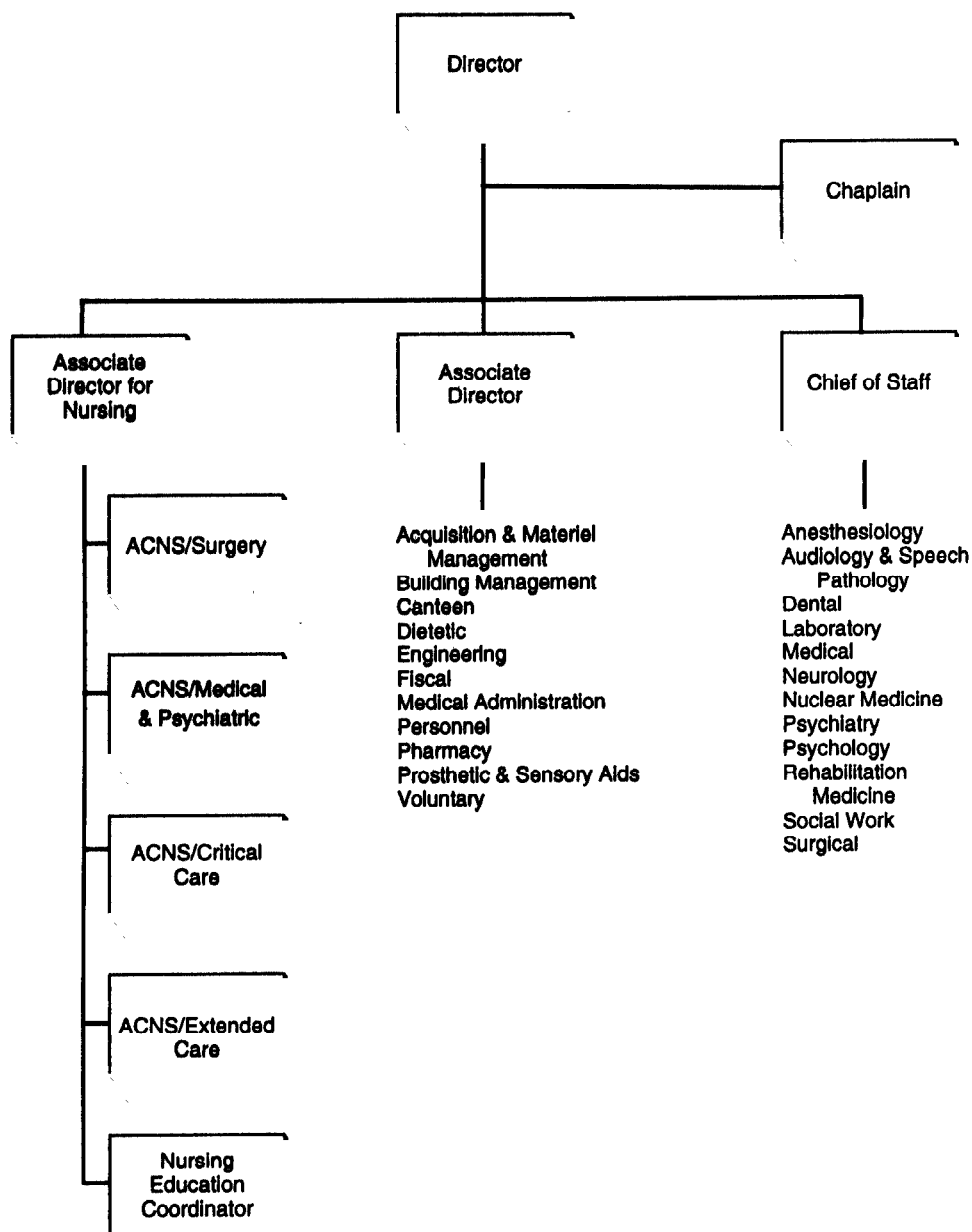 Director
Chaplain
Associate
Director for
Nursing
Associate
Director
Chief of Staff
ACNS/Surgery
ACNS/Medical
& Psychiatric
ACNS/Critical
Care
ACNS/Extended
Care
Nursing
Education
Coordinator
Acquisition & Materiel
Management
Building Management
Canteen
Dietetic
Engineering
Fiscal
Medical Administration
Personnel
Pharmacy
Prosthetic & Sensory Aids
Voluntary
Anesthesiology
Audiology & Speech
Pathology
Dental
Laboratory
Medical
Neurology
Nuclear Medicine
Psychiatry
Psychology
Rehabilitation
Medicine
Social Work
Surgical